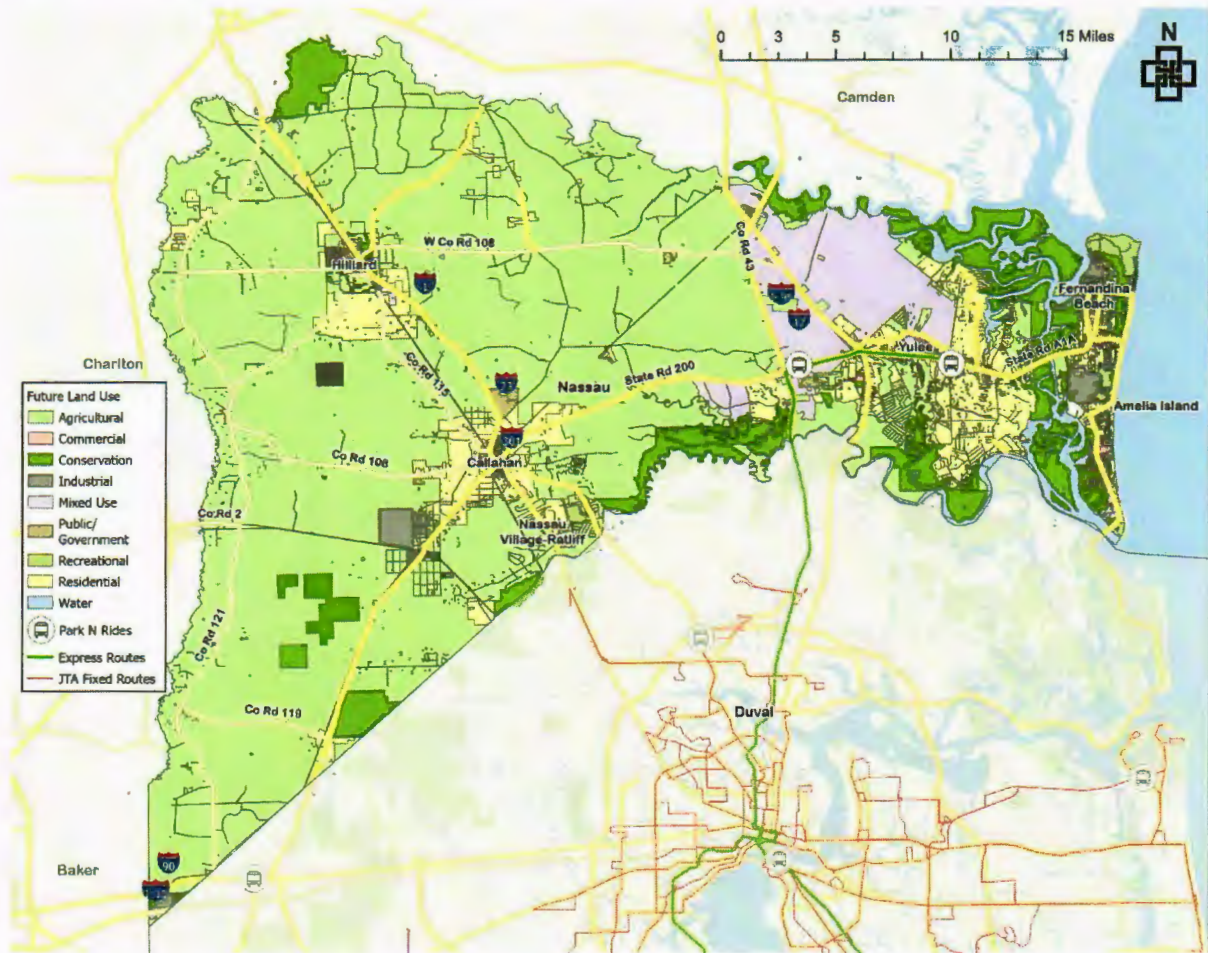 0 3 5 10 15 Miles
N
Camden
W Co Rd 108
Co Rd 43
Hilliard
1
17
Fernandina
Beach
Yulee
State Rd A1A
Charlton
Co Rd 115
Nassau
State Rd 200
Amelia Island
301
Callahan
Co Rd 108
Co Rd 2
Nassau
Village-Ratliff
Future Land Use
Agricultural
Commercial
Conservation
Industrial
Mixed Use
Public/
Government
Recreational
Residential
Water
Park N Rides
Express Routes
JTA Fixed Routes
Co Rd 121
Co Rd 119
Duval
Baker
90